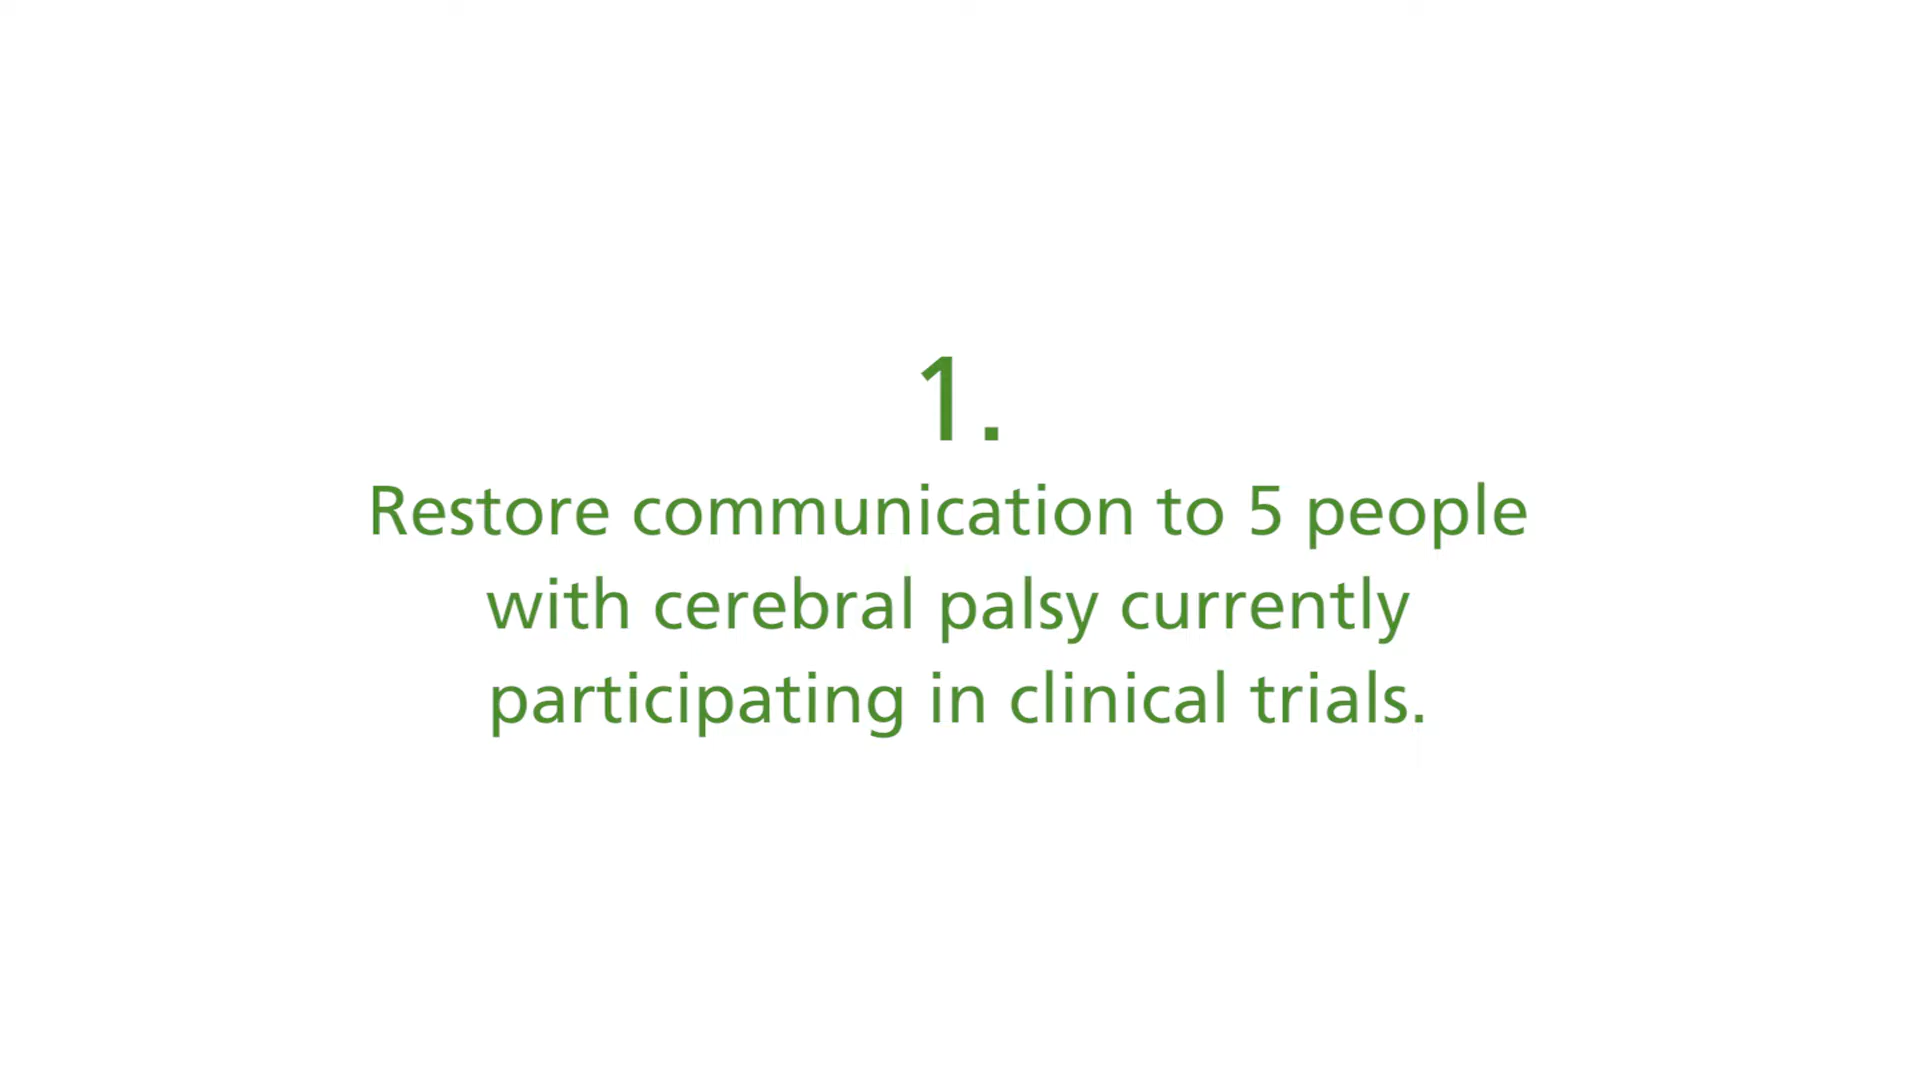 1.
Restore communication to 5 people
with cerebral palsy currently
participating in clinical trials.